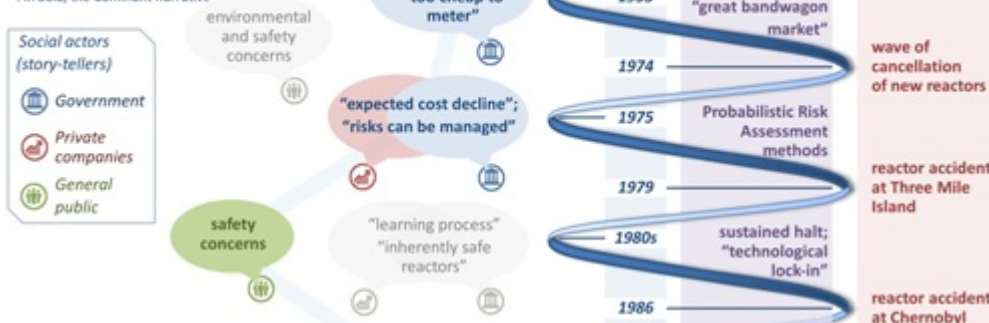 Social actors
(story-tellers)
Government
Private
companies
General
public
environmental
and safety
concerns
too cheap to
meter"
"expected cost decline";
"risks can be managed"
safety
concerns
"learning process"
"inherently safe
reactors"
"great bandwagon
market"
1974
wave of
cancellation
of new reactors
1975
Probabilistic Risk
Assessment
methods
1979
reactor accident
at Three Mile
Island
1980s
sustained halt;
"technological
lock-in"
1986
reactor accident
at Chernobyl